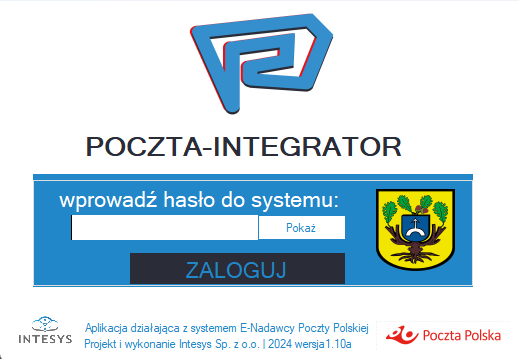 POCZTA-INTEGRATOR
wprowadź hasło do systemu:
Pokaż
ZALOGUJ
INTESYS
Aplikacja działająca z systemem E-Nadawcy Poczty Polskiej
Projekt i wykonanie Intesys Sp. z o.o. | 2024 wersja1.10a
Poczta Polska